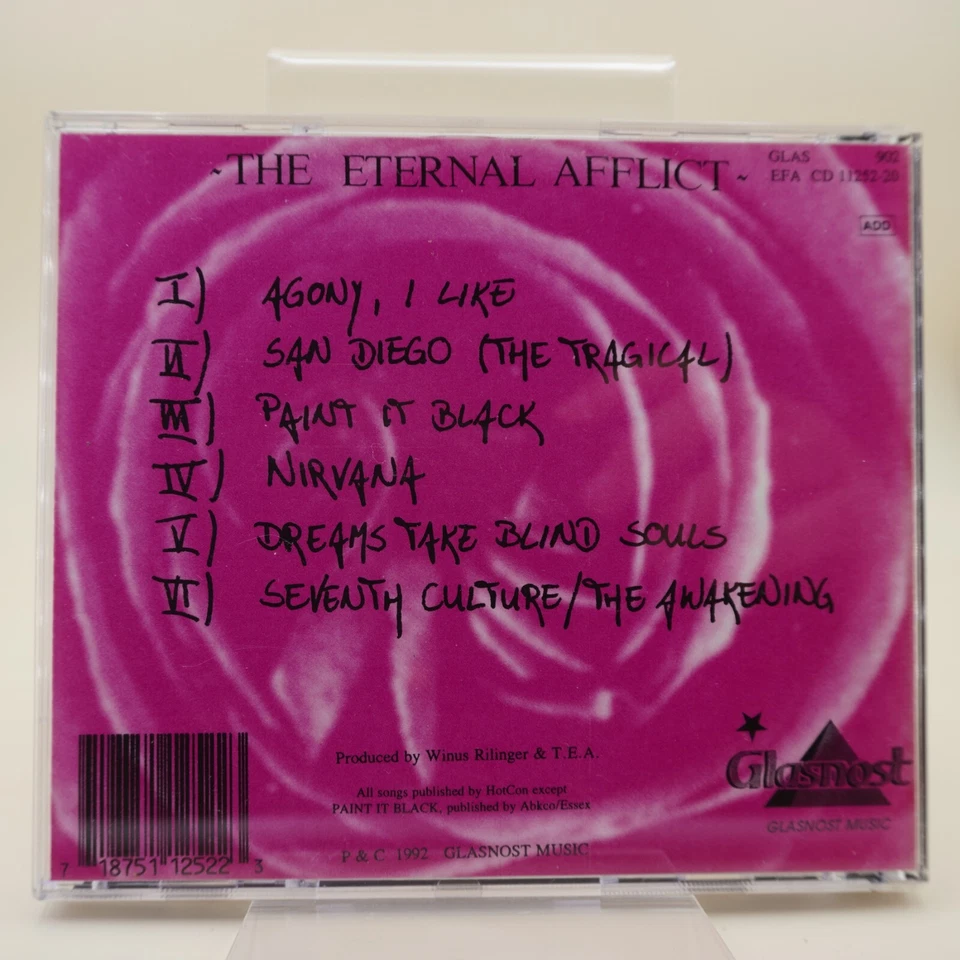 ~THE ETERNAL AFFLICT~
GLAS 902
EFA CD 11252-20
ADD
I) AGONY, I LIKE
II) SAN DIEGO (THE TRAGICAL)
III) PAINT IT BLACK
IV) NIRVANA
V) DREAMS TAKE BLIND SOULS
VI) SEVENTH CULTURE/THE AWAKENING
Produced by Winus Rilinger & T.E.A.
All songs published by HotCon except
PAINT IT BLACK, published by Abkco/Essex
P & C 1992 GLASNOST MUSIC
7 18751 12522 3
Glasnost
GLASNOST MUSIC